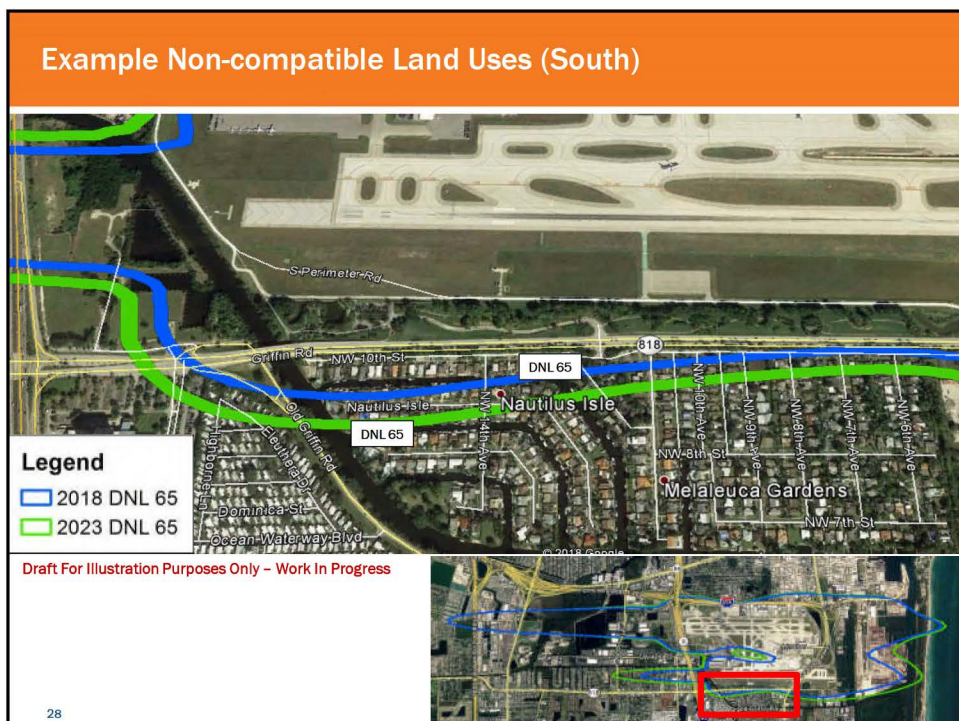 Example Non-compatible Land Uses (South)
S Perimeter Rd
818
Griffin Rd
NW 10th St
DNL 65
Nautilus Isle
Nautilus Isle
DNL 65
Old Griffin Rd
NW 14th Ave
NW 10th Ave
NW 9th Ave
NW 8th Ave
NW 7th Ave
NW 6th Ave
Eleuthera Dr
NW 8th St
Melaleuca Gardens
Dominica St
NW 7th St
Ocean Waterway Blvd
© 2018 Google
Legend
2018 DNL 65
2023 DNL 65
Draft For Illustration Purposes Only – Work In Progress
28